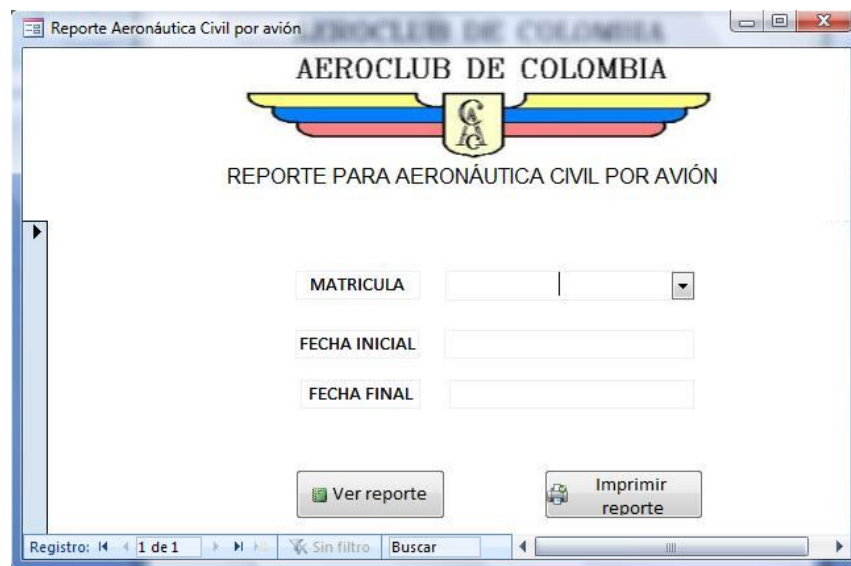 Reporte Aeronáutica Civil por avión
AEROCLUB DE COLOMBIA
CAC
REPORTE PARA AERONÁUTICA CIVIL POR AVIÓN
MATRICULA
FECHA INICIAL
FECHA FINAL
Ver reporte
Imprimir
reporte
Registro: 1 de 1 Sin filtro Buscar